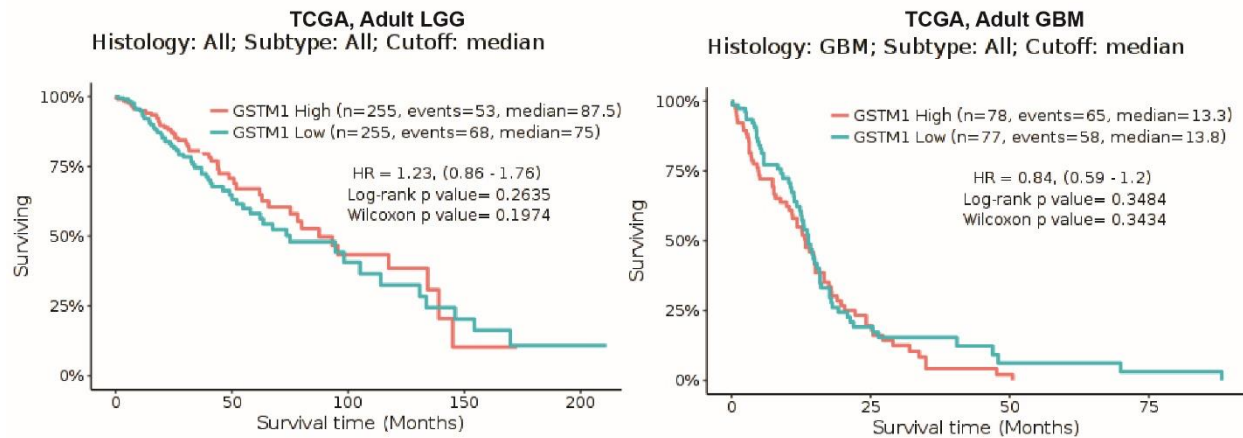 TCGA, Adult LGG
Histology: All; Subtype: All; Cutoff: median
100%
75%
50%
25%
0%
Surviving
GSTM1 High (n=255, events=53, median=87.5)
GSTM1 Low (n=255, events=68, median=75)
HR = 1.23, (0.86 - 1.76)
Log-rank p value= 0.2635
Wilcoxon p value= 0.1974
0 50 100 150 200
Survival time (Months)
TCGA, Adult GBM
Histology: GBM; Subtype: All; Cutoff: median
100%
75%
50%
25%
0%
Surviving
GSTM1 High (n=78, events=65, median=13.3)
GSTM1 Low (n=77, events=58, median=13.8)
HR = 0.84, (0.59 - 1.2)
Log-rank p value= 0.3484
Wilcoxon p value= 0.3434
0 25 50 75
Survival time (Months)